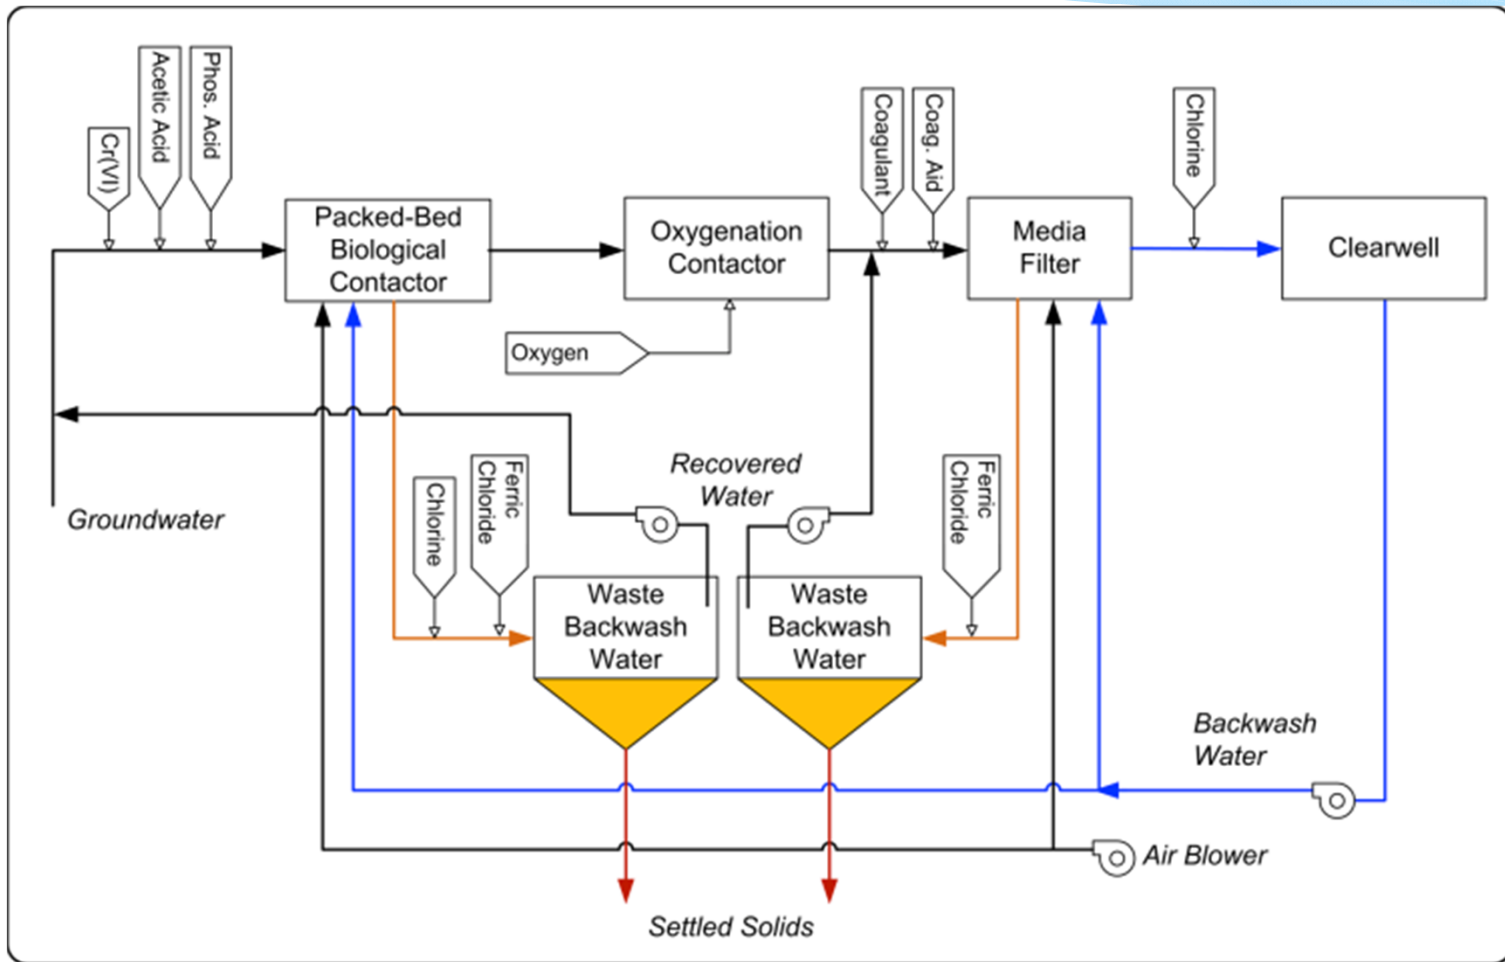 Cr(VI)
Acetic Acid
Phos. Acid
Coagulant
Coag. Aid
Chlorine
Packed-Bed
Biological
Contactor
Oxygenation
Contactor
Media
Filter
Clearwell
Oxygen
Groundwater
Chlorine
Ferric
Chloride
Recovered
Water
Ferric
Chloride
Waste
Backwash
Water
Waste
Backwash
Water
Backwash
Water
Air Blower
Settled Solids